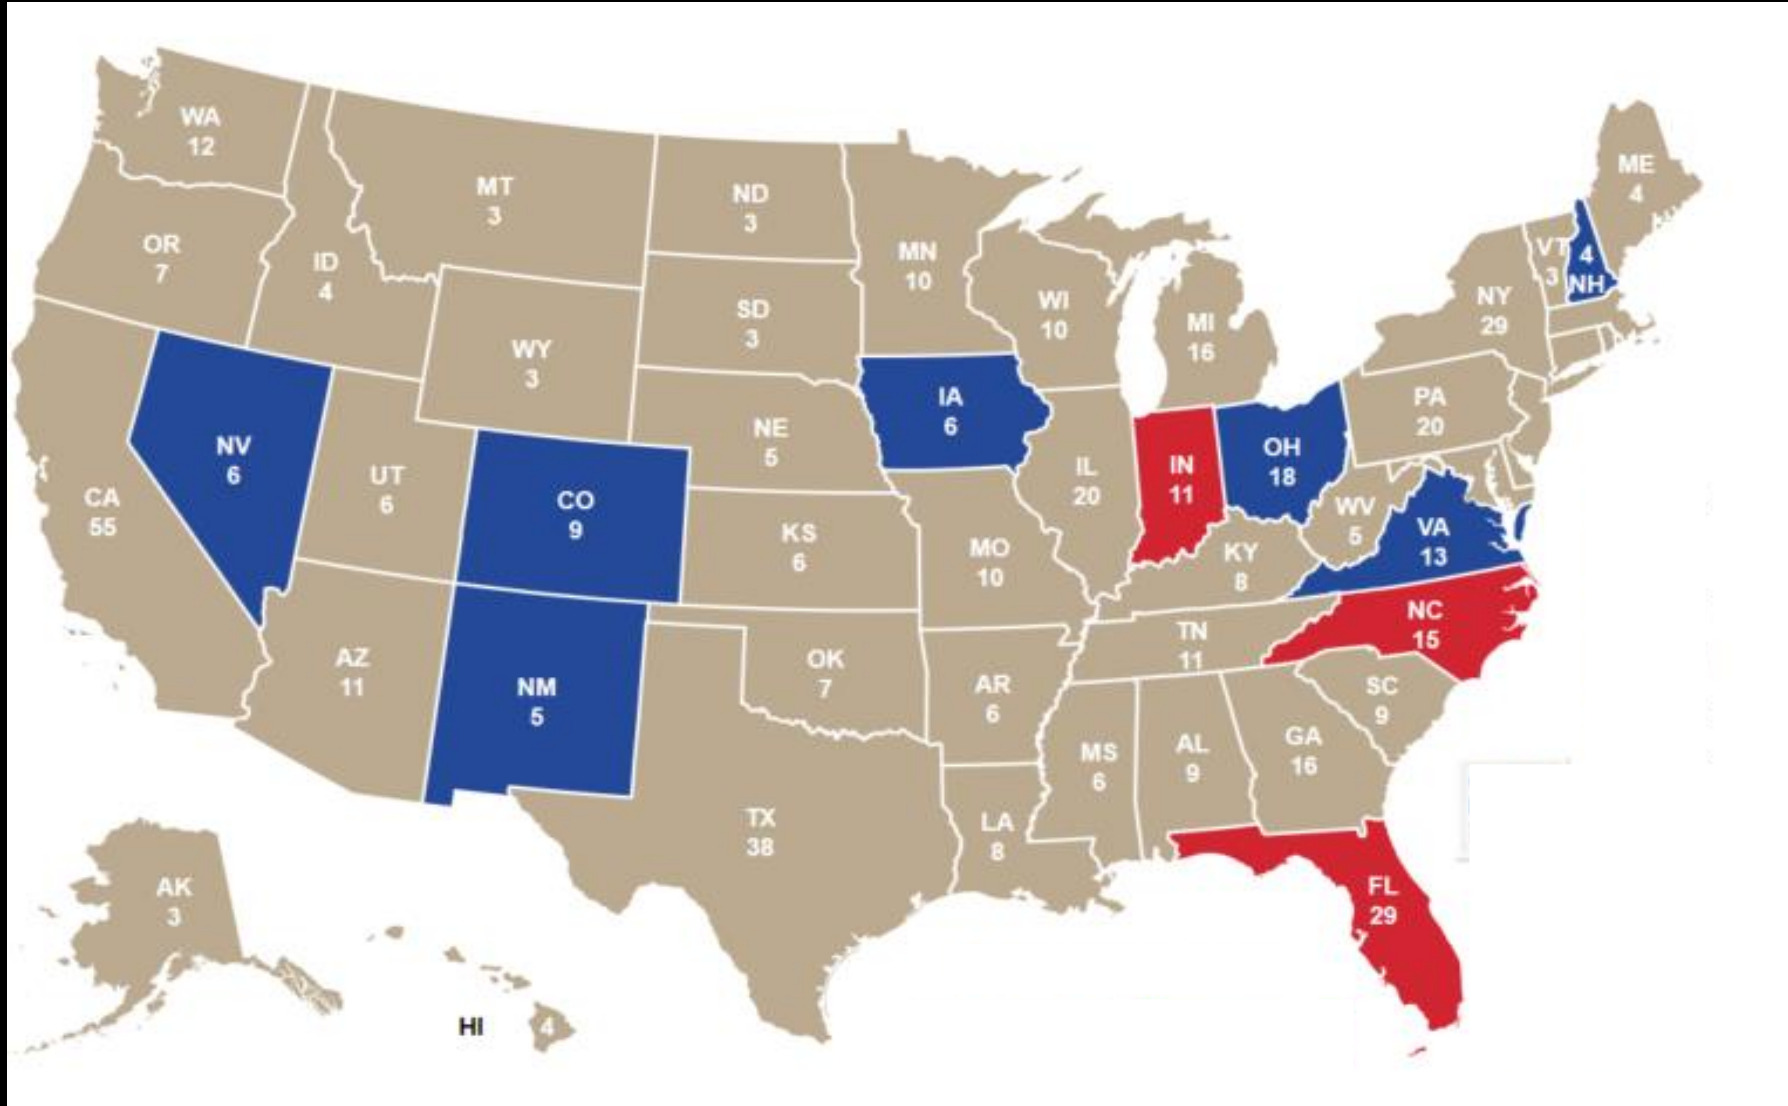 WA
12
OR
7
CA
55
NV
6
ID
4
MT
3
WY
3
UT
6
AZ
11
CO
9
NM
5
ND
3
SD
3
NE
5
KS
6
OK
7
TX
38
MN
10
IA
6
MO
10
AR
6
LA
8
WI
10
IL
20
MI
16
IN
11
OH
18
KY
8
TN
11
MS
6
AL
9
GA
16
FL
29
SC
9
NC
15
VA
13
WV
5
PA
20
NY
29
VT
3
4
NH
ME
4
AK
3
HI
4